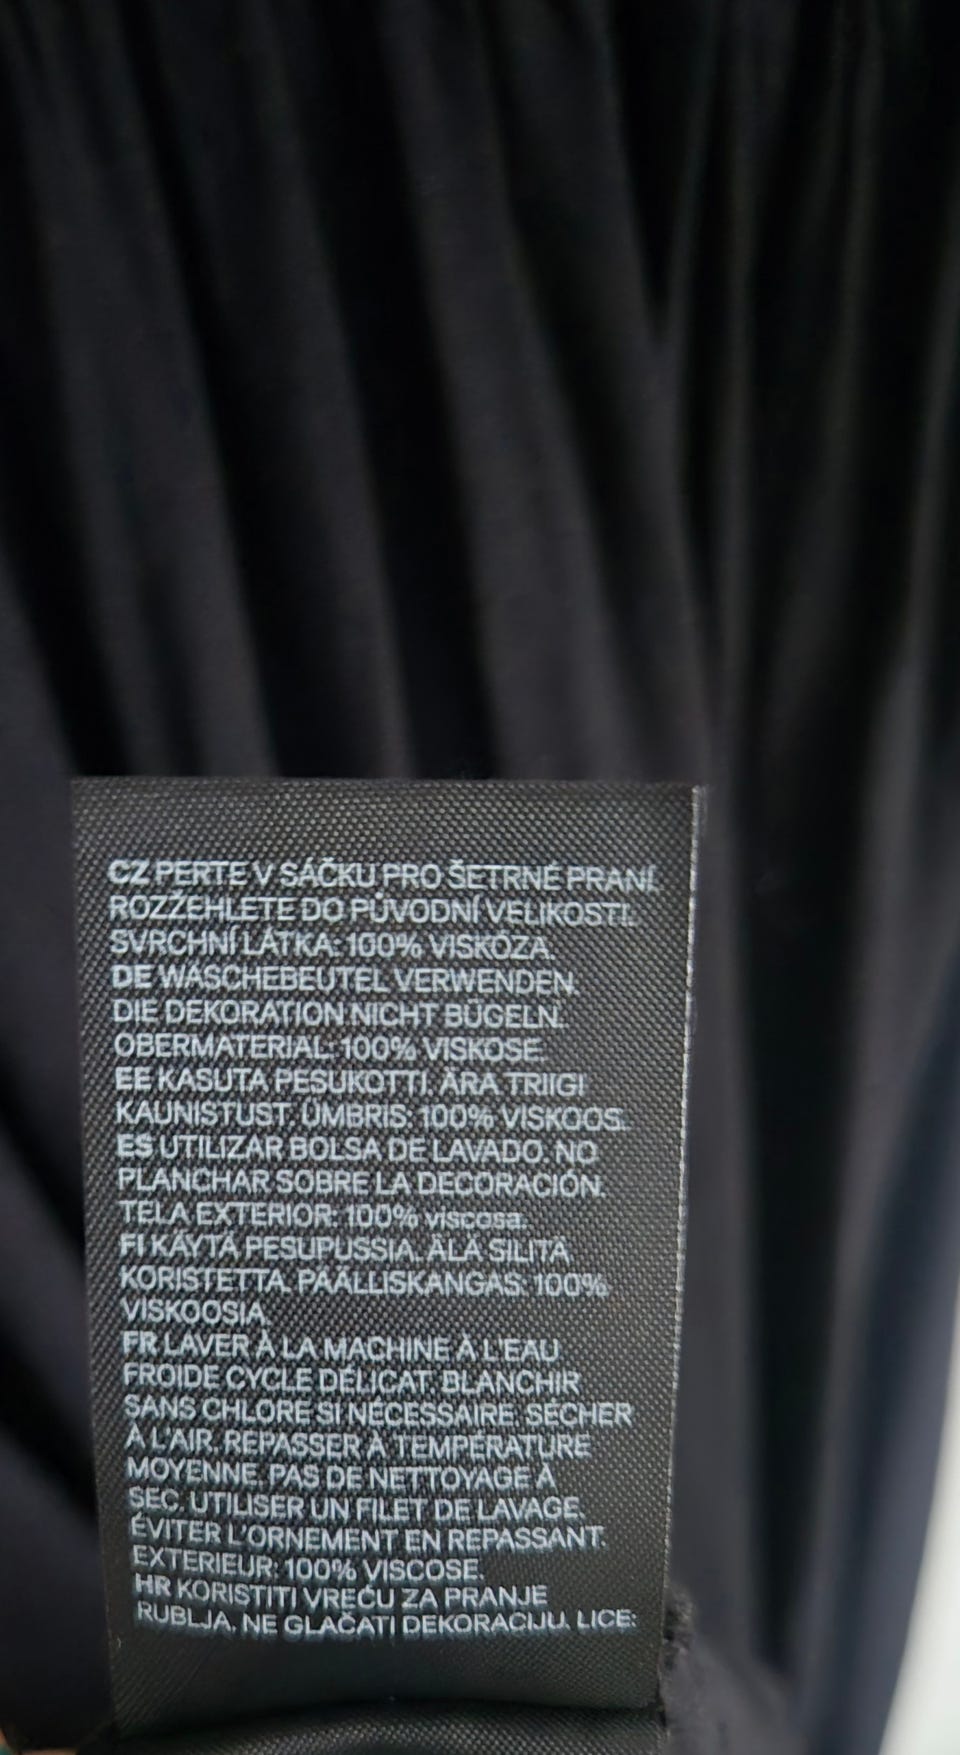 CZ PERTE V SÁČKU PRO ŠETRNÉ PRANÍ.
ROZŽEHLETE DO PŮVODNÍ VELIKOSTI.
SVRCHNÍ LÁTKA: 100% VISKÓZA.
DE WÄSCHEBEUTEL VERWENDEN.
DIE DEKORATION NICHT BÜGELN.
OBERMATERIAL: 100% VISKOSE.
EE KASUTA PESUKOTTI. ÄRA TRIIGI
KAUNISTUST. ÜMBRIS: 100% VISKOOS.
ES UTILIZAR BOLSA DE LAVADO. NO
PLANCHAR SOBRE LA DECORACIÓN.
TELA EXTERIOR: 100% viscosa.
FI KÄYTÄ PESUPUSSIA. ÄLÄ SILITÄ
KORISTETTA. PÄÄLLISKANGAS: 100%
VISKOOSIA.
FR LAVER À LA MACHINE À L'EAU
FROIDE CYCLE DÉLICAT. BLANCHIR
SANS CHLORE SI NÉCESSAIRE. SÉCHER
À L'AIR. REPASSER À TEMPÉRATURE
MOYENNE. PAS DE NETTOYAGE À
SEC. UTILISER UN FILET DE LAVAGE.
ÉVITER L'ORNEMENT EN REPASSANT.
EXTERIEUR: 100% VISCOSE.
HR KORISTITI VREĆU ZA PRANJE
RUBLJA. NE GLAČATI DEKORACIJU. LICE: